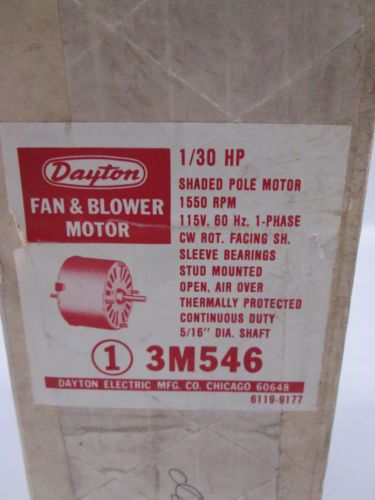 Dayton
FAN & BLOWER
MOTOR
1/30 HP
SHADED POLE MOTOR
1550 RPM
115V, 60 Hz, 1-PHASE
CW ROT. FACING SH.
SLEEVE BEARINGS
STUD MOUNTED
OPEN, AIR OVER
THERMALLY PROTECTED
CONTINUOUS DUTY
5/16" DIA. SHAFT
1 3M546
DAYTON ELECTRIC MFG. CO. CHICAGO 60648
6119-9177